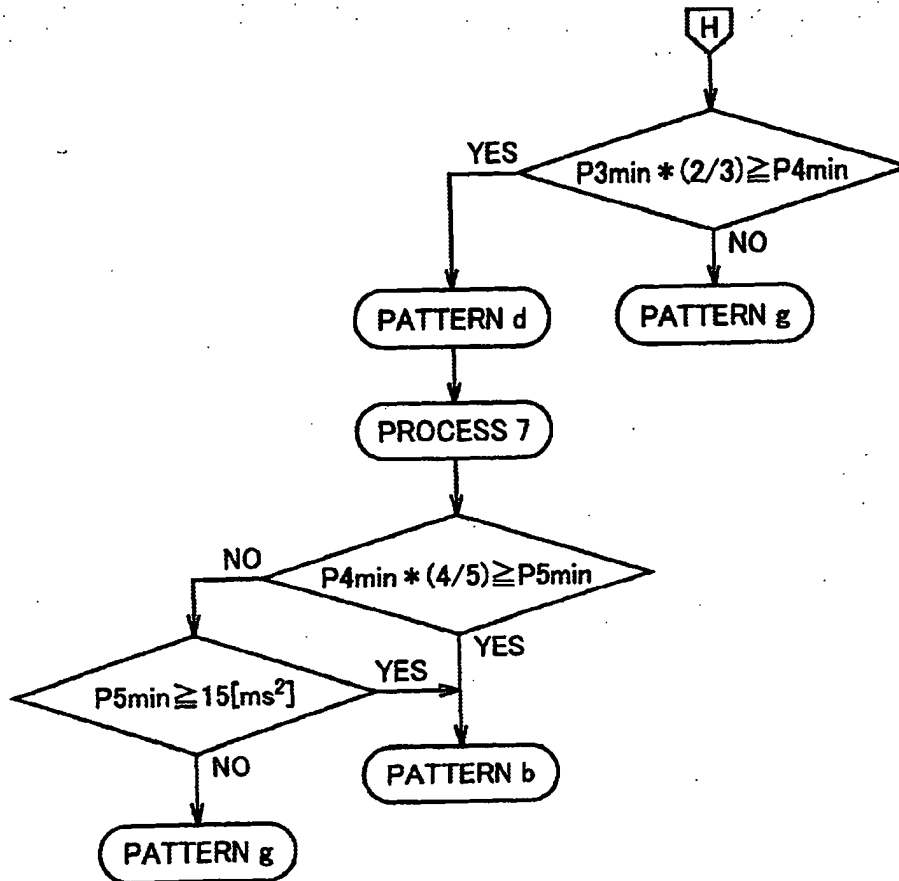 H
YES
P3min*(2/3)≧P4min
NO
PATTERN d
PATTERN g
PROCESS 7
NO
P4min*(4/5)≧P5min
YES
P5min≧15[ms²]
YES
NO
PATTERN b
PATTERN g